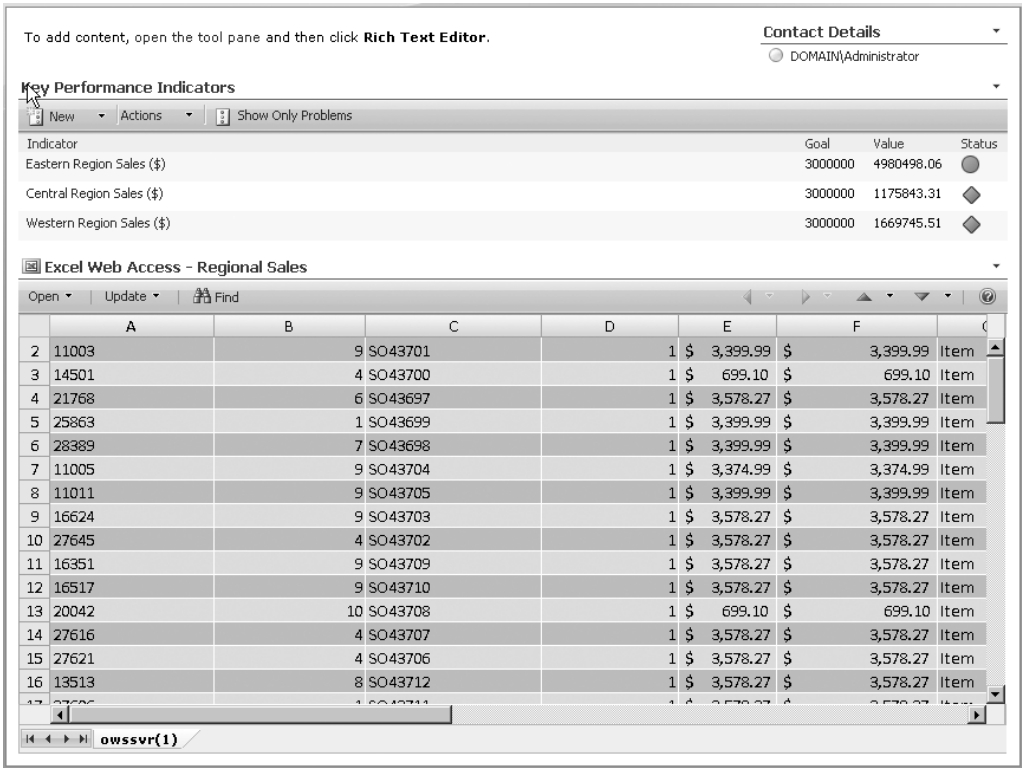 To add content, open the tool pane and then click Rich Text Editor.
Contact Details
DOMAIN\Administrator
Key Performance Indicators
New Actions Show Only Problems
Indicator Goal Value Status
Eastern Region Sales ($) 3000000 4980498.06
Central Region Sales ($) 3000000 1175843.31
Western Region Sales ($) 3000000 1669745.51
Excel Web Access - Regional Sales
Open | Update | Find
A B C D E F
2 11003 9 SO43701 1 $ 3,399.99 $ 3,399.99 Item
3 14501 4 SO43700 1 $ 699.10 $ 699.10 Item
4 21768 6 SO43697 1 $ 3,578.27 $ 3,578.27 Item
5 25863 1 SO43699 1 $ 3,399.99 $ 3,399.99 Item
6 28389 7 SO43698 1 $ 3,399.99 $ 3,399.99 Item
7 11005 9 SO43704 1 $ 3,374.99 $ 3,374.99 Item
8 11011 9 SO43705 1 $ 3,399.99 $ 3,399.99 Item
9 16624 9 SO43703 1 $ 3,578.27 $ 3,578.27 Item
10 27645 4 SO43702 1 $ 3,578.27 $ 3,578.27 Item
11 16351 9 SO43709 1 $ 3,578.27 $ 3,578.27 Item
12 16517 9 SO43710 1 $ 3,578.27 $ 3,578.27 Item
13 20042 10 SO43708 1 $ 699.10 $ 699.10 Item
14 27616 4 SO43707 1 $ 3,578.27 $ 3,578.27 Item
15 27621 4 SO43706 1 $ 3,578.27 $ 3,578.27 Item
16 13513 8 SO43712 1 $ 3,578.27 $ 3,578.27 Item
owssvr(1)